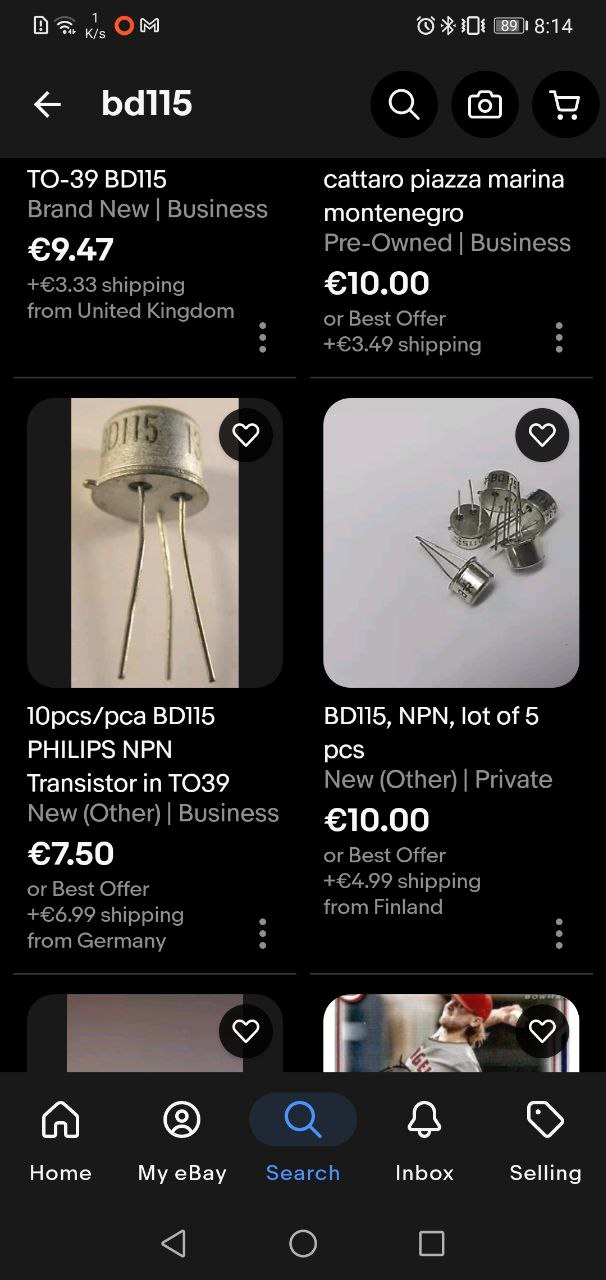 1
K/s
89
8:14
bd115
TO-39 BD115
Brand New | Business
€9.47
+€3.33 shipping
from United Kingdom
cattaro piazza marina
montenegro
Pre-Owned | Business
€10.00
or Best Offer
+€3.49 shipping
BD115
10pcs/pca BD115
PHILIPS NPN
Transistor in TO39
New (Other) | Business
€7.50
or Best Offer
+€6.99 shipping
from Germany
BD115, NPN, lot of 5
pcs
New (Other) | Private
€10.00
or Best Offer
+€4.99 shipping
from Finland
Home
My eBay
Search
Inbox
Selling